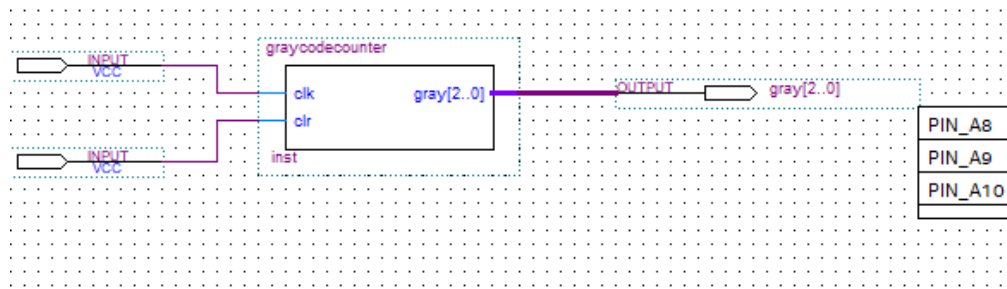 graycodecounter
INPUT
VCC
clk
gray[2..0]
OUTPUT
gray[2..0]
clr
INPUT
VCC
inst
PIN_A8
PIN_A9
PIN_A10